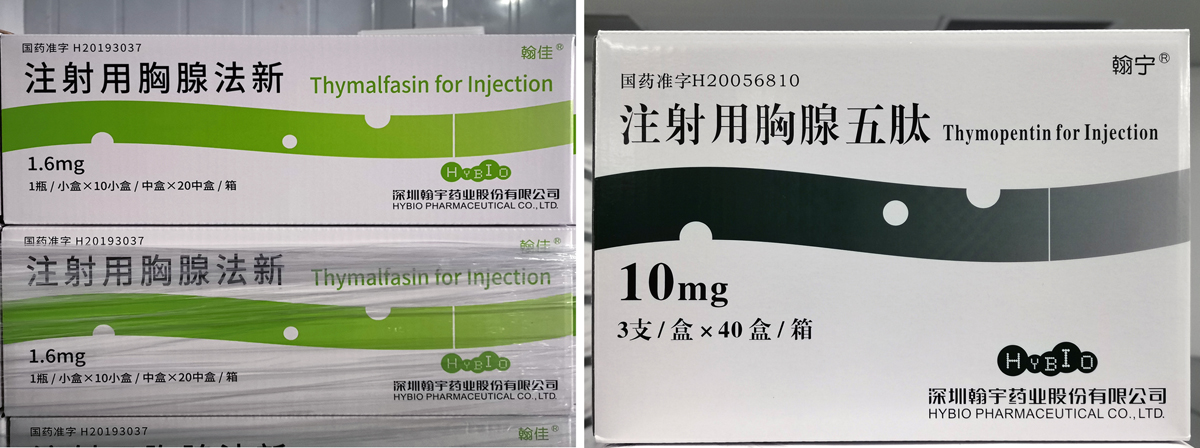 国药准字 H20193037
翰佳®
注射用胸腺法新 Thymalfasin for Injection
1.6mg
1瓶/小盒×10小盒/中盒×20中盒/箱
HYBIO
深圳翰宇药业股份有限公司
HYBIO PHARMACEUTICAL CO.,LTD.
国药准字 H20193037
翰佳®
注射用胸腺法新 Thymalfasin for Injection
1.6mg
1瓶/小盒×10小盒/中盒×20中盒/箱
HYBIO
深圳翰宇药业股份有限公司
HYBIO PHARMACEUTICAL CO.,LTD.
国药准字 H20193037
翰佳®
翰宁®
国药准字H20056810
注射用胸腺五肽 Thymopentin for Injection
10mg
3支/盒×40盒/箱
HYBIO
深圳翰宇药业股份有限公司
HYBIO PHARMACEUTICAL CO.,LTD.